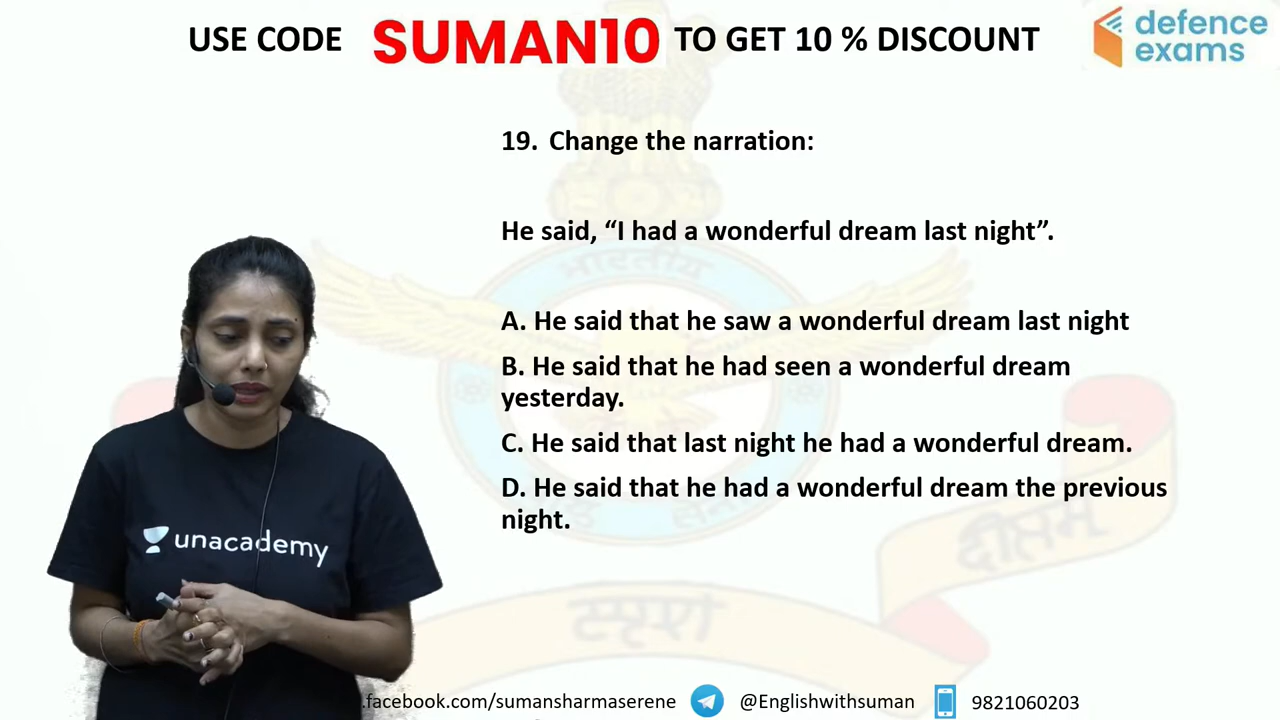 USE CODE SUMAN10 TO GET 10 % DISCOUNT
defence
exams
19. Change the narration:
He said, “I had a wonderful dream last night”.
भारतीय
A. He said that he saw a wonderful dream last night
B. He said that he had seen a wonderful dream
yesterday.
C. He said that last night he had a wonderful dream.
D. He said that he had a wonderful dream the previous
night.
unacademy
दीप्तम्
स्पृशं
.facebook.com/sumansharmaserene @Englishwithsuman 9821060203